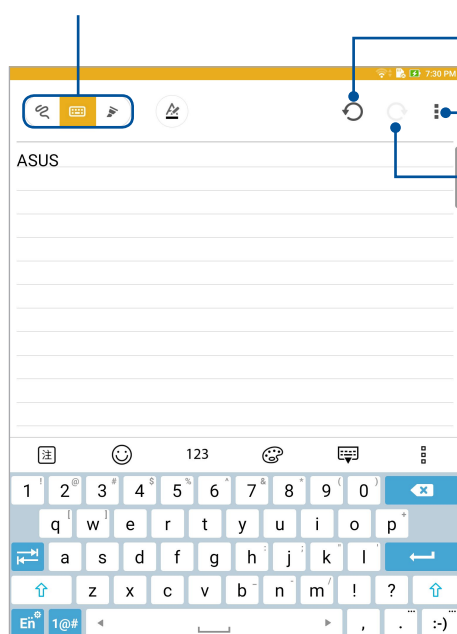 7:30 PM
ASUS
注 123
1 ! 2 @ 3 # 4 $ 5 % 6 ^ 7 & 8 * 9 ( 0 )
q [ w ] e r t y u i o p +
a s d f g h : j ; k " l '
z x c v b - n - m / ! ?
En 1@# , . ... :-) ...